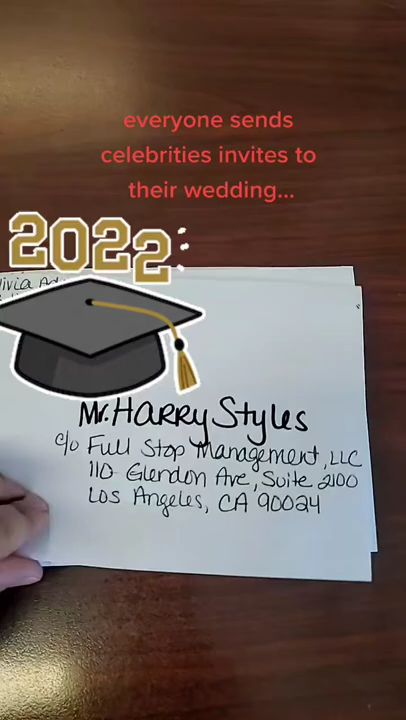 everyone sends
celebrities invites to
their wedding...
2022
Mr. Harry Styles
c/o Full Stop Management, LLC
110 Glendon Ave, Suite 2100
Los Angeles, CA 90024